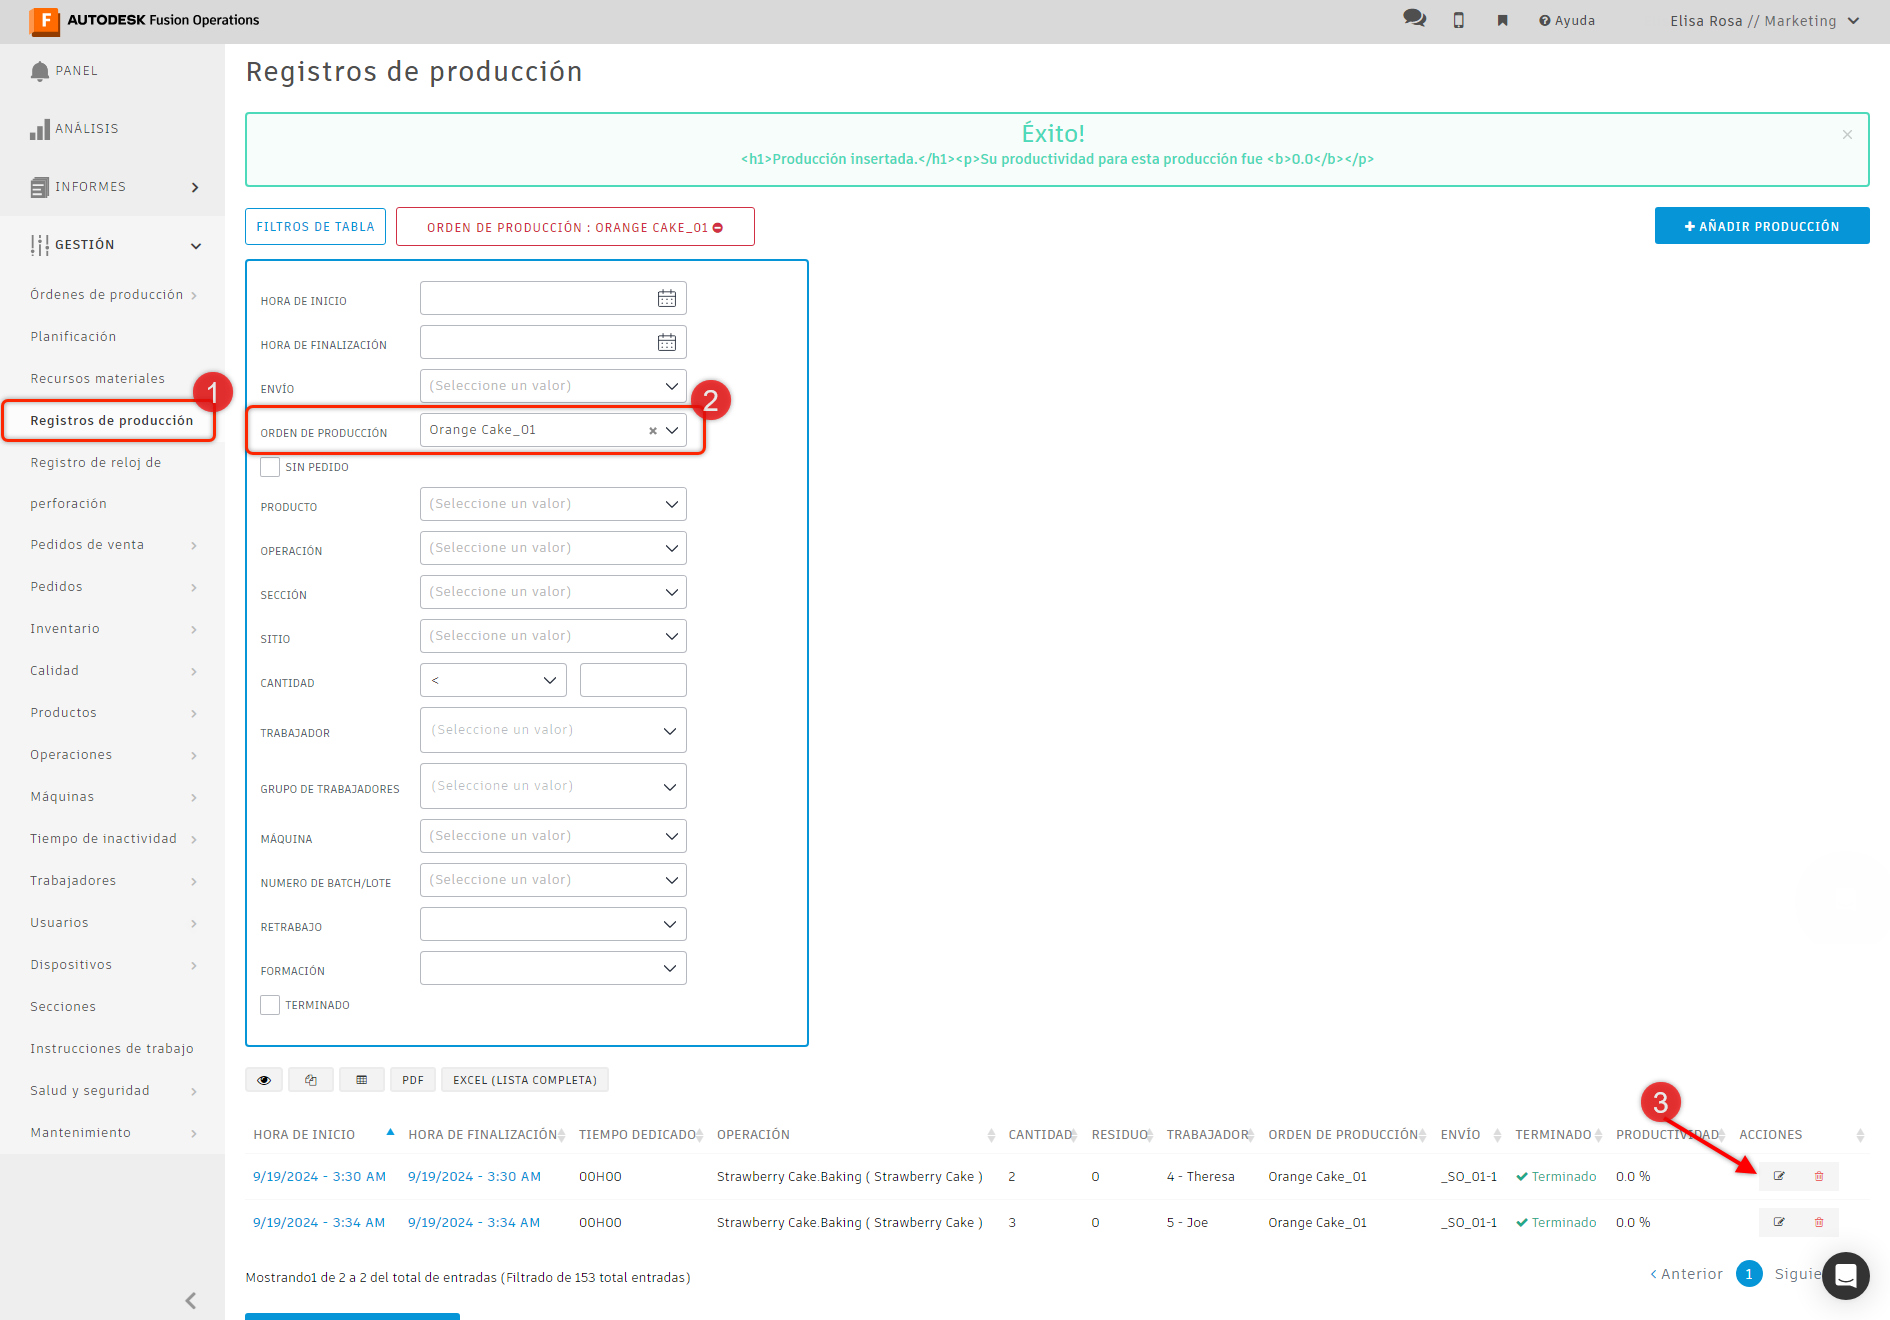 F AUTODESK Fusion Operations
Ayuda
Elisa Rosa // Marketing
PANEL
ANÁLISIS
INFORMES
GESTIÓN
Órdenes de producción
Planificación
Recursos materiales
1
Registros de producción
Registro de reloj de
perforación
Pedidos de venta
Pedidos
Inventario
Calidad
Productos
Operaciones
Máquinas
Tiempo de inactividad
Trabajadores
Usuarios
Dispositivos
Secciones
Instrucciones de trabajo
Salud y seguridad
Mantenimiento
Registros de producción
Éxito!
<h1>Producción insertada.</h1><p>Su productividad para esta producción fue <b>0.0</b></p>
×
FILTROS DE TABLA
ORDEN DE PRODUCCIÓN : ORANGE CAKE_01
+ AÑADIR PRODUCCIÓN
HORA DE INICIO
HORA DE FINALIZACIÓN
ENVÍO (Seleccione un valor)
2
ORDEN DE PRODUCCIÓN Orange Cake_01 ×
SIN PEDIDO
PRODUCTO (Seleccione un valor)
OPERACIÓN (Seleccione un valor)
SECCIÓN (Seleccione un valor)
SITIO (Seleccione un valor)
CANTIDAD <
TRABAJADOR (Seleccione un valor)
GRUPO DE TRABAJADORES (Seleccione un valor)
MÁQUINA (Seleccione un valor)
NUMERO DE BATCH/LOTE (Seleccione un valor)
RETRABAJO
FORMACIÓN
TERMINADO
PDF
EXCEL (LISTA COMPLETA)
3
HORA DE INICIO HORA DE FINALIZACIÓN TIEMPO DEDICADO OPERACIÓN CANTIDAD RESIDUO TRABAJADOR ORDEN DE PRODUCCIÓN ENVÍO TERMINADO PRODUCTIVIDAD ACCIONES
9/19/2024 - 3:30 AM 9/19/2024 - 3:30 AM 00H00 Strawberry Cake.Baking ( Strawberry Cake ) 2 0 4 - Theresa Orange Cake_01 _SO_01-1 Terminado 0.0 %
9/19/2024 - 3:34 AM 9/19/2024 - 3:34 AM 00H00 Strawberry Cake.Baking ( Strawberry Cake ) 3 0 5 - Joe Orange Cake_01 _SO_01-1 Terminado 0.0 %
Mostrando1 de 2 a 2 del total de entradas (Filtrado de 153 total entradas)
< Anterior 1 Siguie